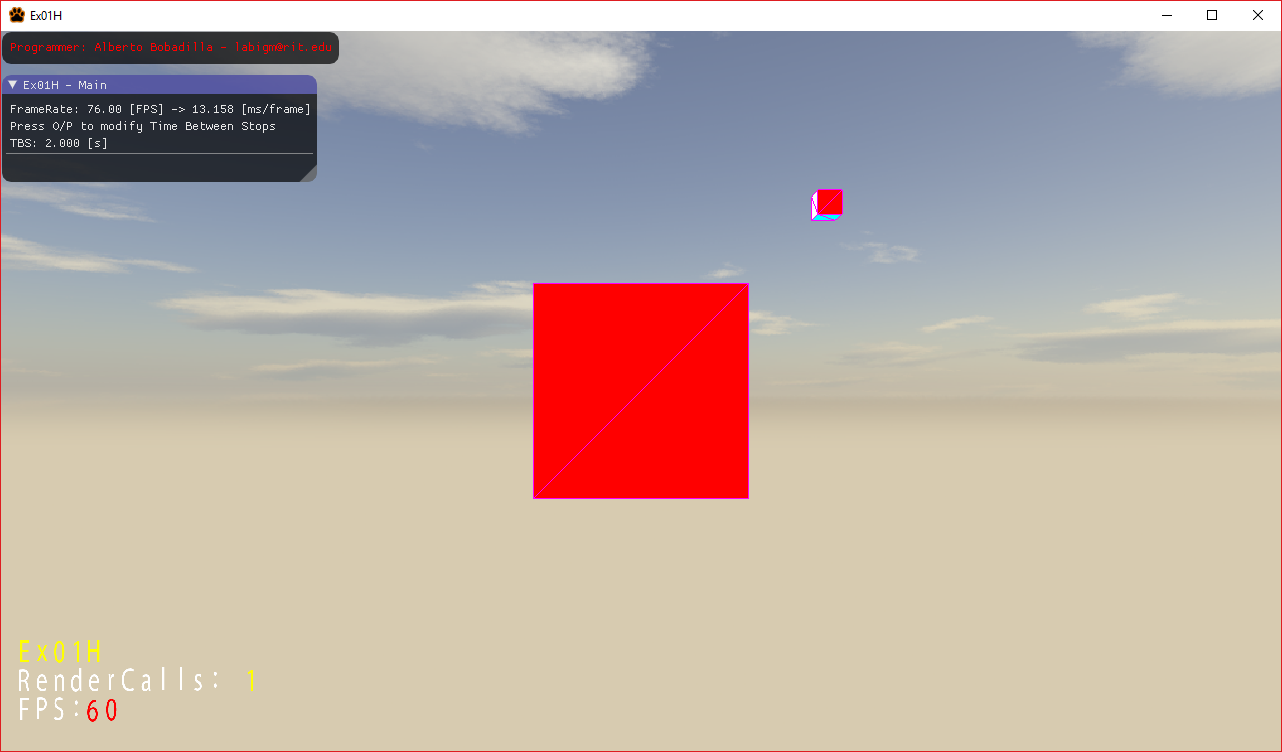 Ex01H
Programmer: Alberto Bobadilla - labigm@rit.edu
Ex01H - Main
FrameRate: 76.00 [FPS] -> 13.158 [ms/frame]
Press O/P to modify Time Between Stops
TBS: 2.000 [s]
Ex01H
RenderCalls: 1
FPS:60